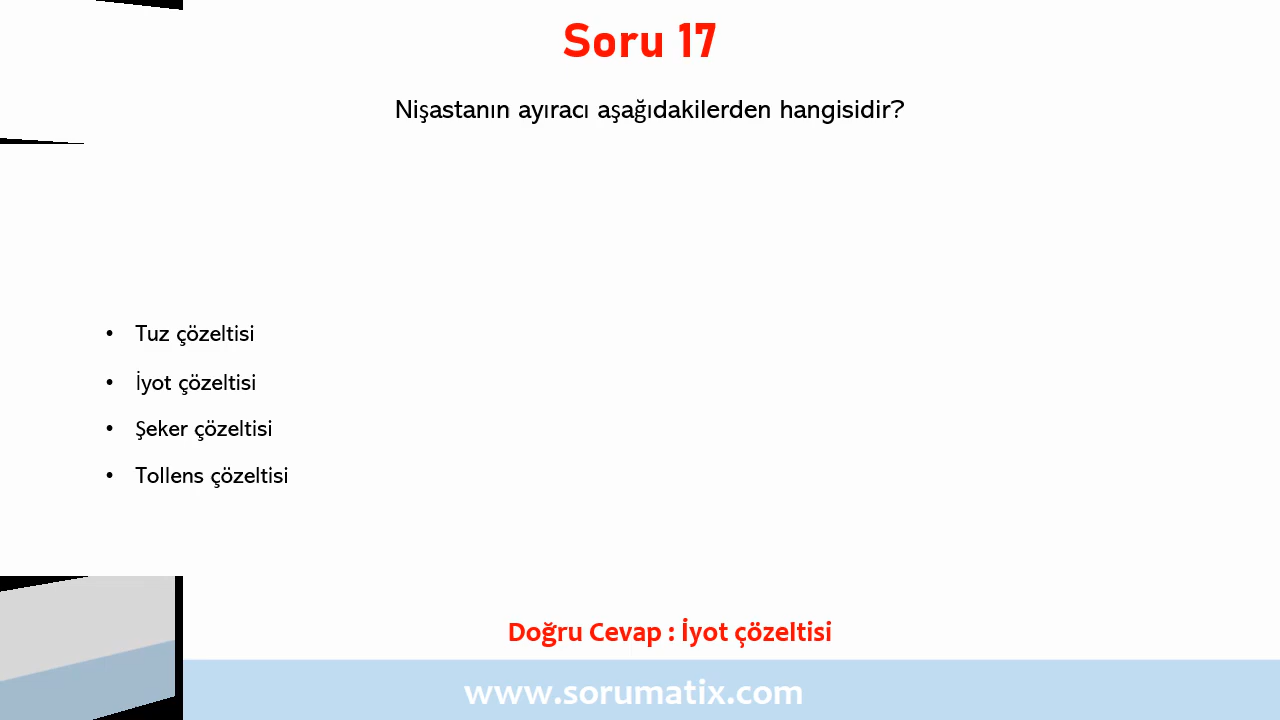 Soru 17
Nişastanın ayıracı aşağıdakilerden hangisidir?
• Tuz çözeltisi
• İyot çözeltisi
• Şeker çözeltisi
• Tollens çözeltisi
Doğru Cevap : İyot çözeltisi
www.sorumatix.com